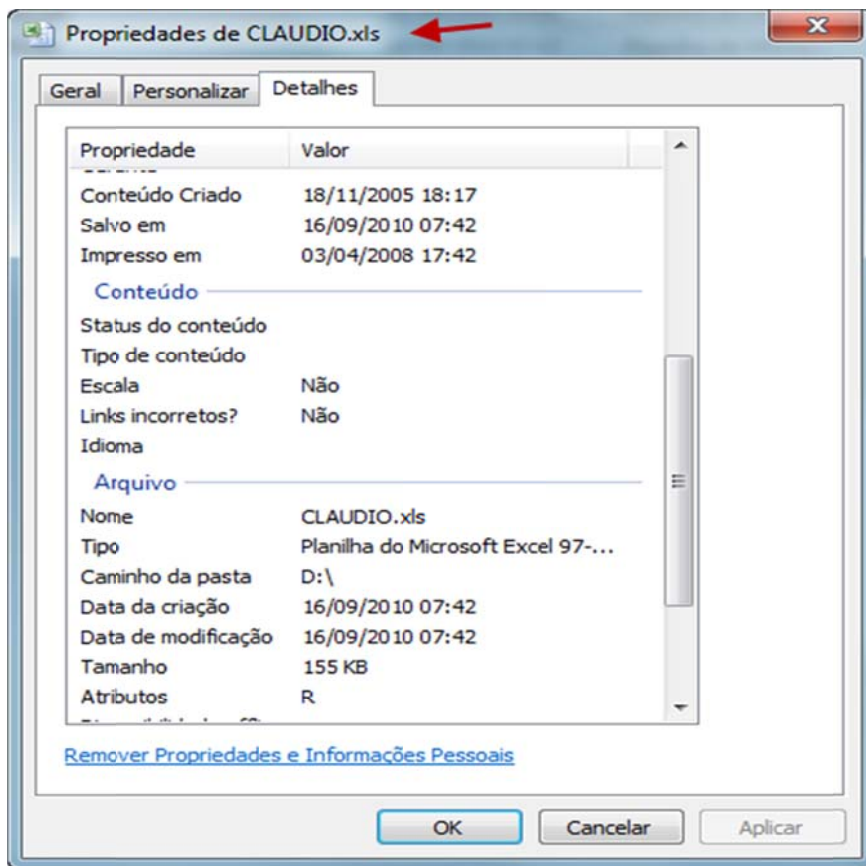 Propriedades de CLAUDIO.xls
Geral Personalizar Detalhes
Propriedade Valor
Conteúdo Criado 18/11/2005 18:17
Salvo em 16/09/2010 07:42
Impresso em 03/04/2008 17:42
Conteúdo
Status do conteúdo
Tipo de conteúdo
Escala Não
Links incorretos? Não
Idioma
Arquivo
Nome CLAUDIO.xls
Tipo Planilha do Microsoft Excel 97-...
Caminho da pasta D:\
Data da criação 16/09/2010 07:42
Data de modificação 16/09/2010 07:42
Tamanho 155 KB
Atributos R
Remover Propriedades e Informações Pessoais
OK Cancelar Aplicar